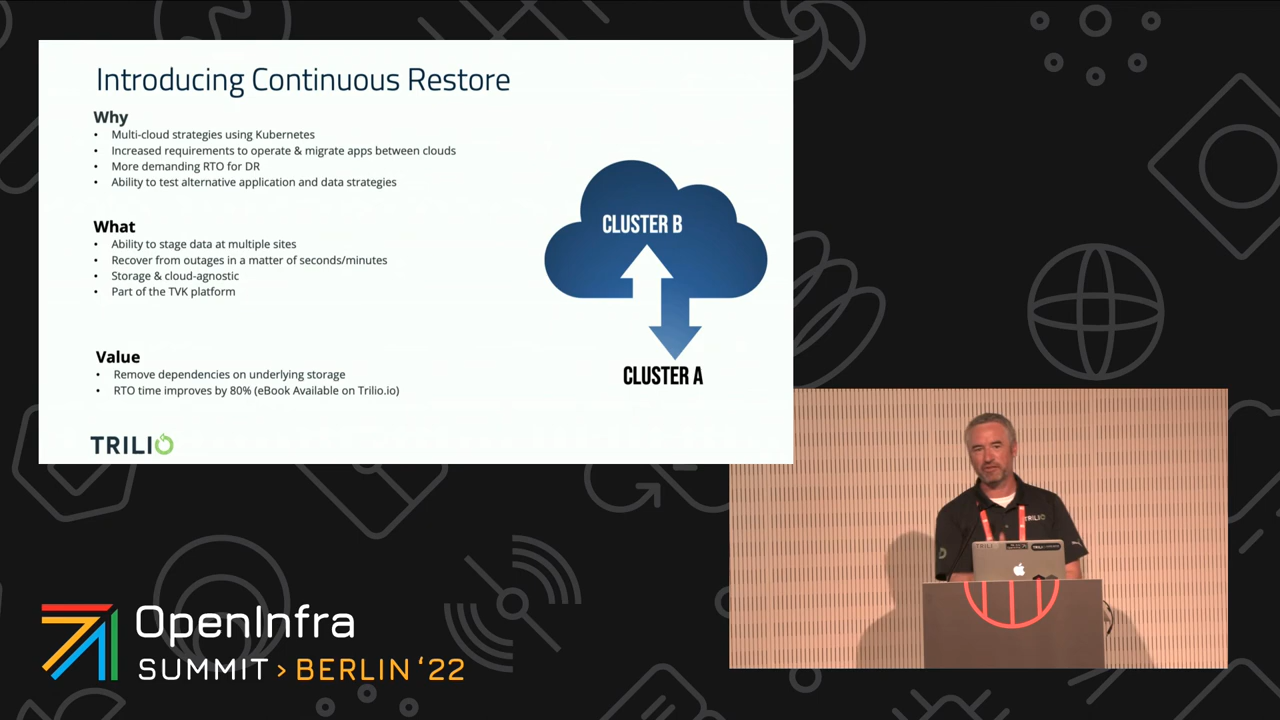 Introducing Continuous Restore
Why
• Multi-cloud strategies using Kubernetes
• Increased requirements to operate & migrate apps between clouds
• More demanding RTO for DR
• Ability to test alternative application and data strategies
What
• Ability to stage data at multiple sites
• Recover from outages in a matter of seconds/minutes
• Storage & cloud-agnostic
• Part of the TVK platform
Value
• Remove dependencies on underlying storage
• RTO time improves by 80% (eBook Available on Trilio.io)
CLUSTER B
CLUSTER A
TRILIO
TRILIO
TRILIO
OpenInfra
SUMMIT > BERLIN ‘22